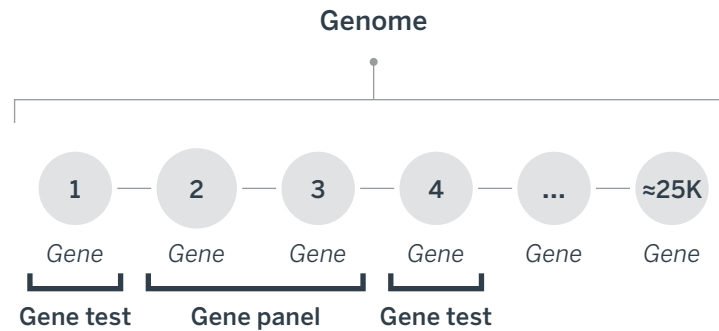 Genome
1 2 3 4 ... ≈25K
Gene Gene Gene Gene Gene Gene
Gene test Gene panel Gene test